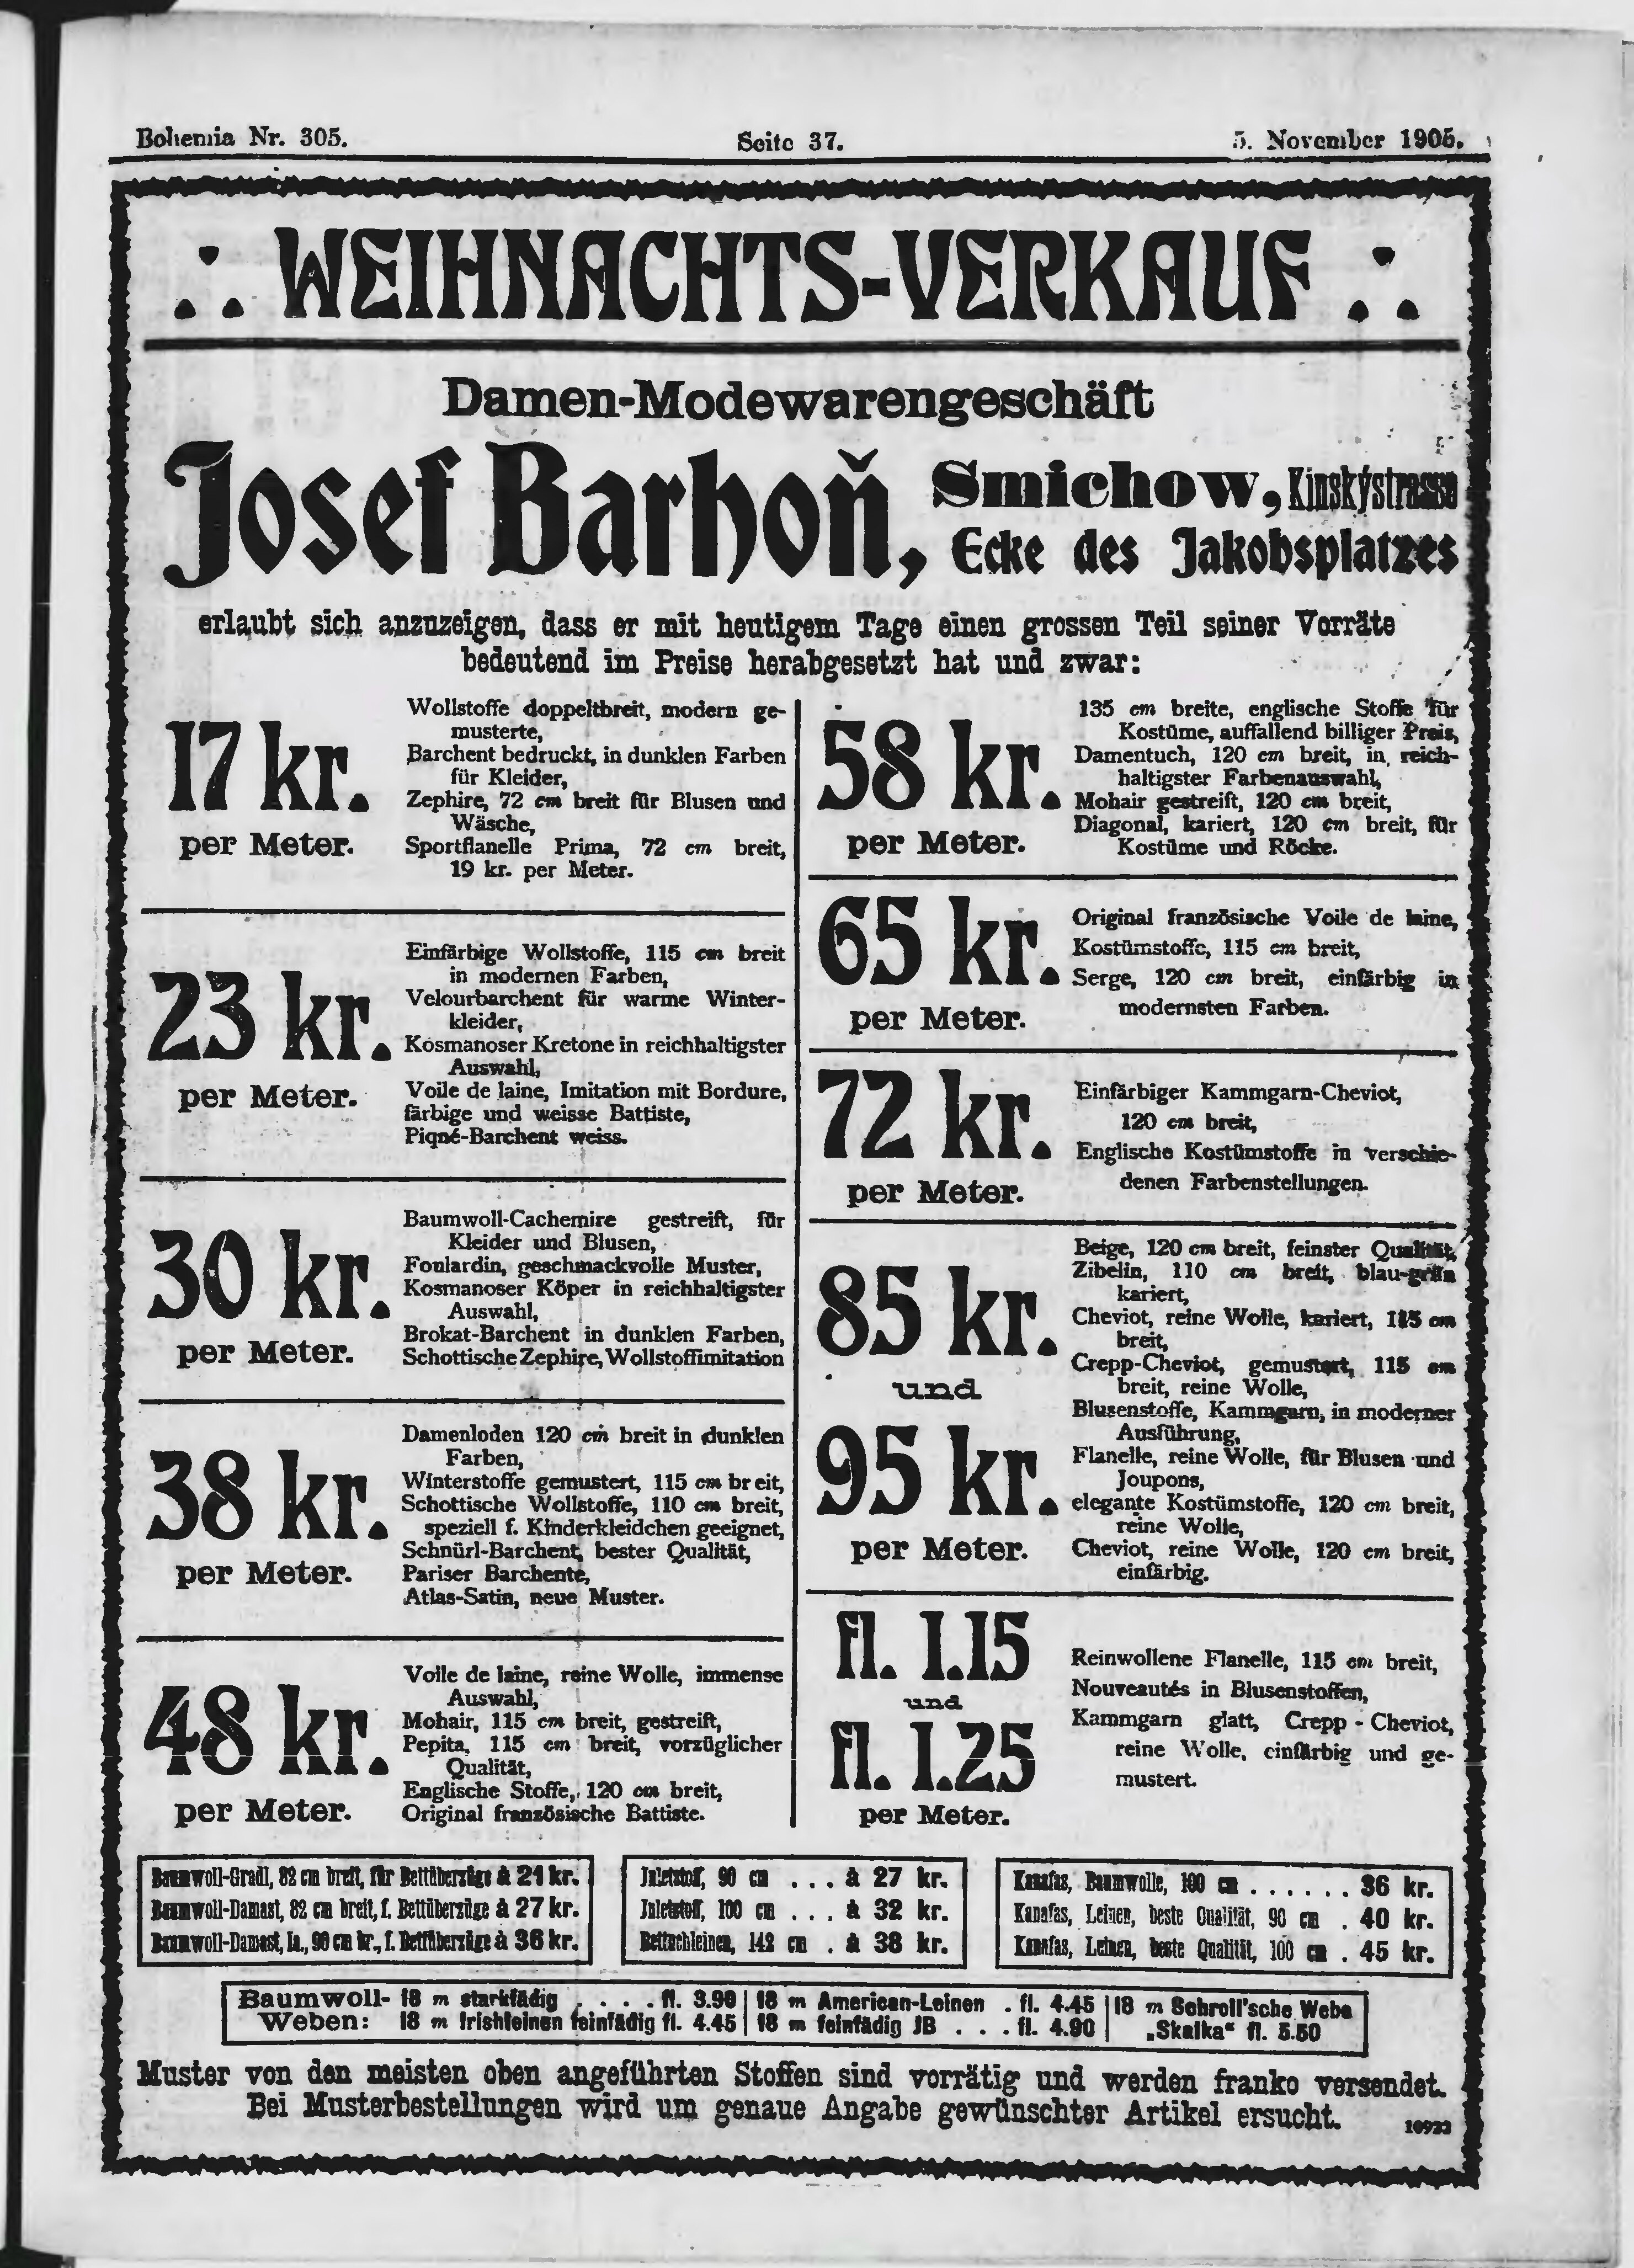 Bohemia Nr. 305.
Seite 37.
5. November 1905.
WEIHNACHTS-VERKAUF
Damen-Modewarengeschäft
Josef Barhoň,
Smichow, Kinskýstrasse
Ecke des Jakobsplatzes
erlaubt sich anzuzeigen, dass er mit heutigem Tage einen grossen Teil seiner Vorräte
bedeutend im Preise herabgesetzt hat und zwar:
17 kr.
per Meter.
Wollstoffe doppeltbreit, modern ge-
musterte,
Barchent bedruckt, in dunklen Farben
für Kleider,
Zephire, 72 cm breit für Blusen und
Wäsche,
Sportflanelle Prima, 72 cm breit,
19 kr. per Meter.
23 kr.
per Meter.
Einfärbige Wollstoffe, 115 cm breit
in modernen Farben,
Velourbarchent für warme Winter-
kleider,
Kosmanoser Kretone in reichhaltigster
Auswahl,
Voile de laine, Imitation mit Bordure,
färbige und weisse Battiste,
Piqué-Barchent weiss.
30 kr.
per Meter.
Baumwoll-Cachemire gestreift, für
Kleider und Blusen,
Foulardin, geschmackvolle Muster,
Kosmanoser Köper in reichhaltigster
Auswahl,
Brokat-Barchent in dunklen Farben,
Schottische Zephire, Wollstoffimitation
38 kr.
per Meter.
Damenloden 120 cm breit in dunklen
Farben,
Winterstoffe gemustert, 115 cm breit,
Schottische Wollstoffe, 110 cm breit,
speziell f. Kinderkleidchen geeignet,
Schnürl-Barchent, bester Qualität,
Pariser Barchente,
Atlas-Satin, neue Muster.
48 kr.
per Meter.
Voile de laine, reine Wolle, immense
Auswahl,
Mohair, 115 cm breit, gestreift,
Pepita, 115 cm breit, vorzüglicher
Qualität,
Englische Stoffe, 120 cm breit,
Original französische Battiste.
58 kr.
per Meter.
135 cm breite, englische Stoffe für
Kostüme, auffallend billiger Preis,
Damentuch, 120 cm breit, in reich-
haltigster Farbenauswahl,
Mohair gestreift, 120 cm breit,
Diagonal, kariert, 120 cm breit, für
Kostüme und Röcke.
65 kr.
per Meter.
Original französische Voile de laine,
Kostümstoffe, 115 cm breit,
Serge, 120 cm breit, einfärbig in
modernsten Farben.
72 kr.
per Meter.
Einfärbiger Kammgarn-Cheviot,
120 cm breit,
Englische Kostümstoffe in verschie-
denen Farbenstellungen.
85 kr.
und
95 kr.
per Meter.
Beige, 120 cm breit, feinster Qualität,
Zibelin, 110 cm breit, blau-grün
kariert,
Cheviot, reine Wolle, kariert, 115 cm
breit,
Crepp-Cheviot, gemustert, 115 cm
breit, reine Wolle,
Blusenstoffe, Kammgarn, in moderner
Ausführung,
Flanelle, reine Wolle, für Blusen und
Joupons,
elegante Kostümstoffe, 120 cm breit,
reine Wolle,
Cheviot, reine Wolle, 120 cm breit,
einfärbig.
fl. 1.15
und
fl. 1.25
per Meter.
Reinwollene Flanelle, 115 cm breit,
Nouveautés in Blusenstoffen,
Kammgarn glatt, Crepp - Cheviot,
reine Wolle, einfärbig und ge-
mustert.
Baumwoll-Gradl, 82 cm breit, für Bettüberzüge à 21 kr.
Baumwoll-Damast, 82 cm breit, f. Bettüberzüge à 27 kr.
Baumwoll-Damast, Ia., 90 cm br., f. Bettüberzüge à 36 kr.
Inletstoff, 90 cm . . . à 27 kr.
Inletstoff, 100 cm . . . à 32 kr.
Bettuchleinen, 142 cm . à 38 kr.
Kanafas, Baumwolle, 100 cm . . . . . . 36 kr.
Kanafas, Leinen, beste Qualität, 90 cm . 40 kr.
Kanafas, Leinen, beste Qualität, 100 cm . 45 kr.
Baumwoll- 18 m starkfädig . . . . fl. 3.90 | 18 m American-Leinen . fl. 4.45 | 18 m Schroll'sche Webe
Weben: 18 m Irishleinen feinfädig fl. 4.45 | 18 m feinfädig JB . . . fl. 4.90 | „Skalka“ fl. 5.50
Muster von den meisten oben angeführten Stoffen sind vorrätig und werden franko versendet.
Bei Musterbestellungen wird um genaue Angabe gewünschter Artikel ersucht.
10922